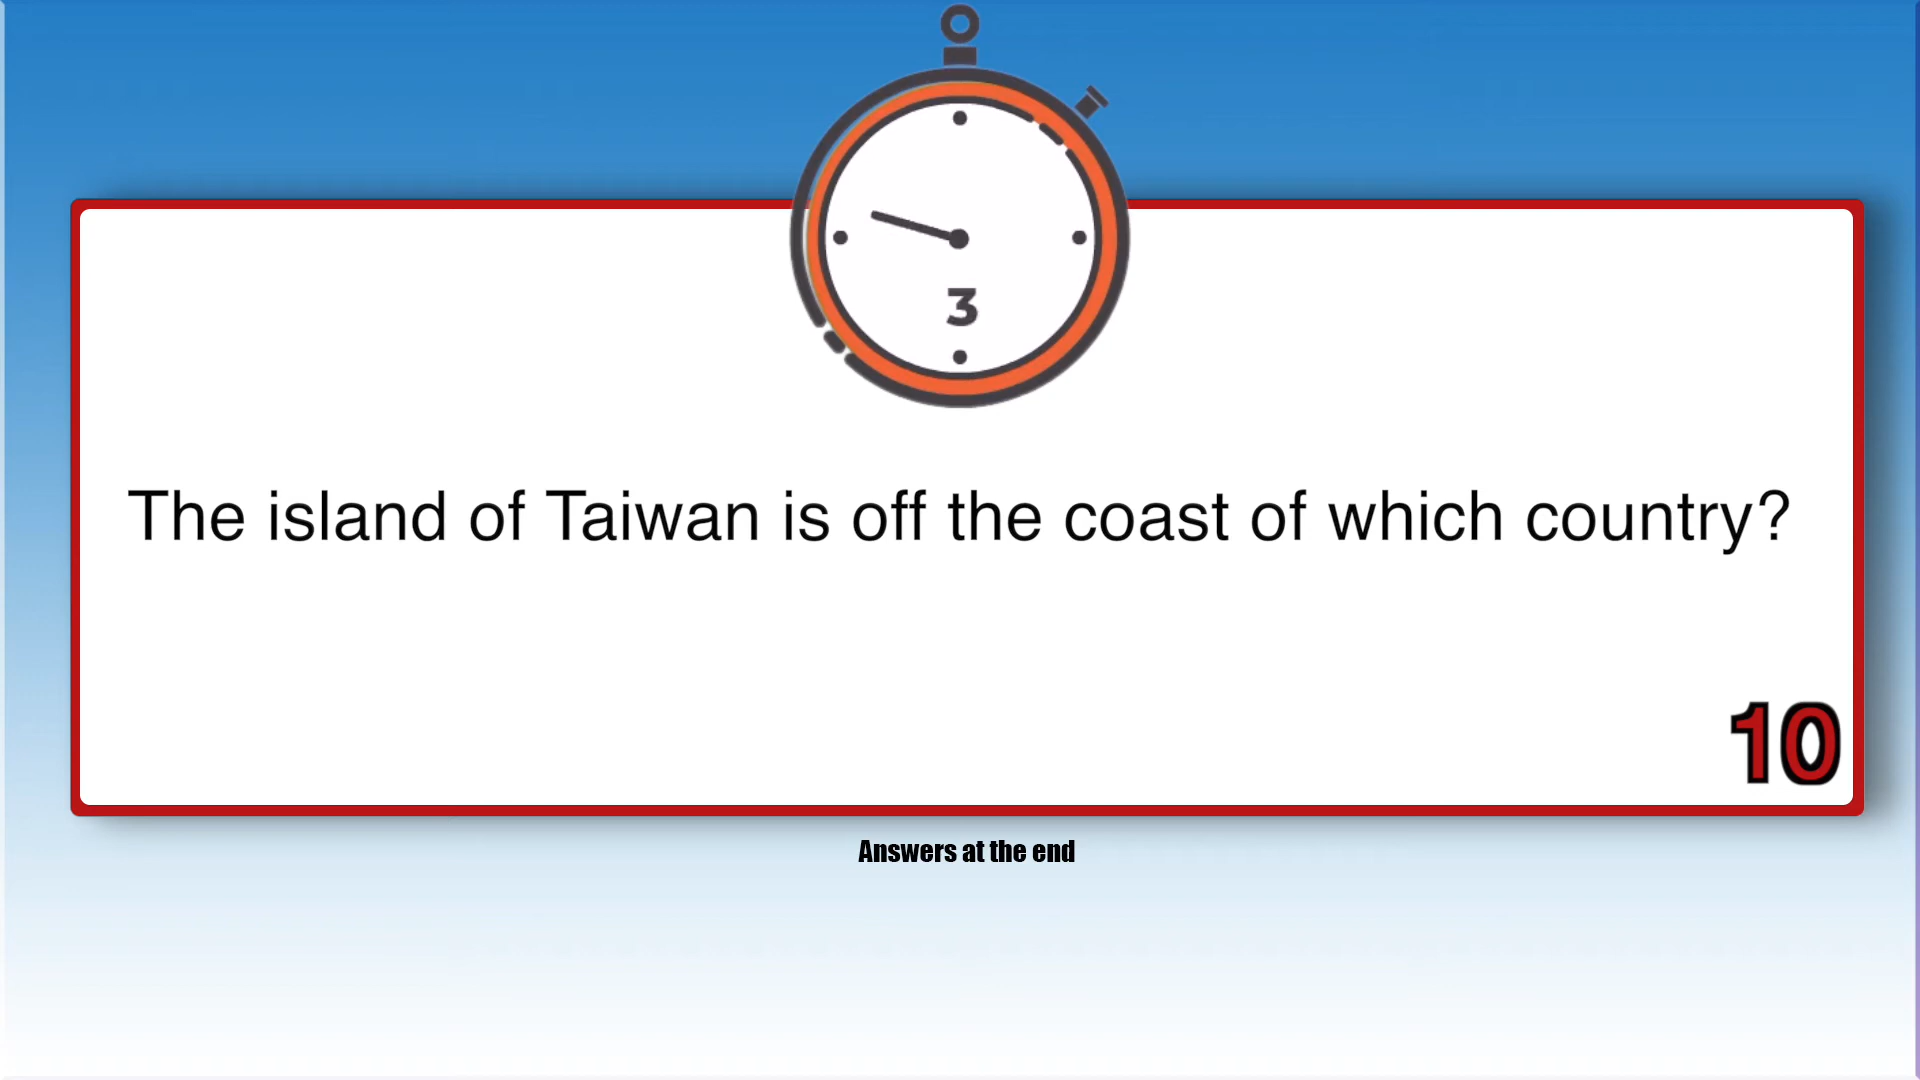 3
The island of Taiwan is off the coast of which country?
10
Answers at the end